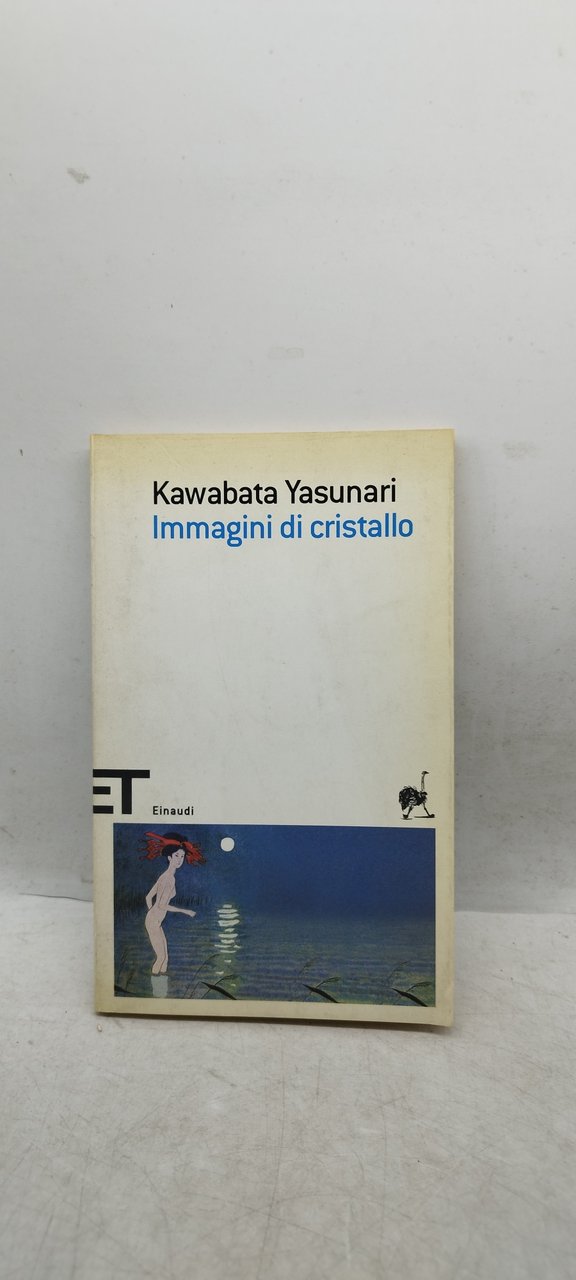 Kawabata Yasunari
Immagini di cristallo
ET
Einaudi